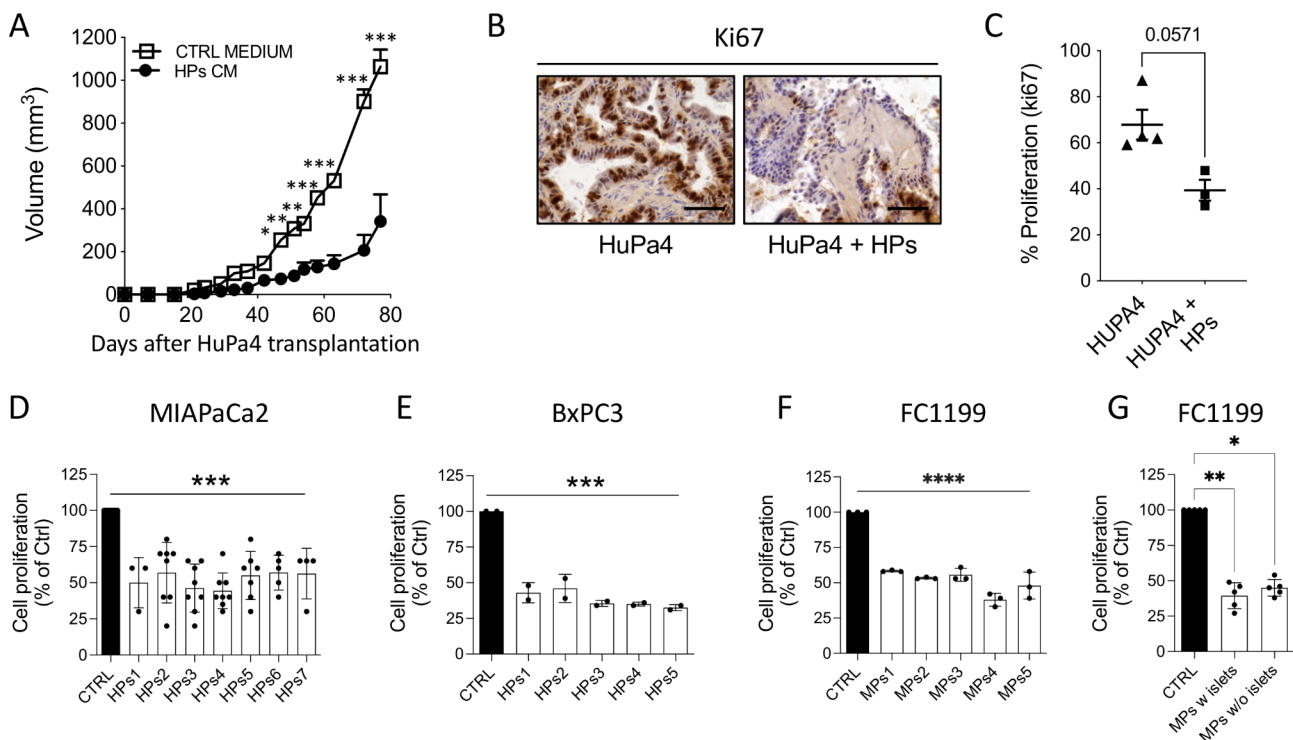 A
1200
1000
800
600
400
200
0
Volume (mm³)
CTRL MEDIUM
HPs CM
*
**
**
***
***
***
***
0
20
40
60
80
Days after HuPa4 transplantation
B
Ki67
HuPa4
HuPa4 + HPs
C
0.0571
100
80
60
40
20
0
% Proliferation (ki67)
HUPA4
HUPA4 +
HPs
D
MIAPaCa2
***
125
100
75
50
25
0
Cell proliferation
(% of Ctrl)
CTRL
HPs1
HPs2
HPs3
HPs4
HPs5
HPs6
HPs7
E
BxPC3
***
125
100
75
50
25
0
Cell proliferation
(% of Ctrl)
CTRL
HPs1
HPs2
HPs3
HPs4
HPs5
F
FC1199
****
125
100
75
50
25
0
Cell proliferation
(% of Ctrl)
CTRL
MPs1
MPs2
MPs3
MPs4
MPs5
G
FC1199
*
**
125
100
75
50
25
0
Cell proliferation
(% of Ctrl)
CTRL
MPs w islets
MPs w/o islets